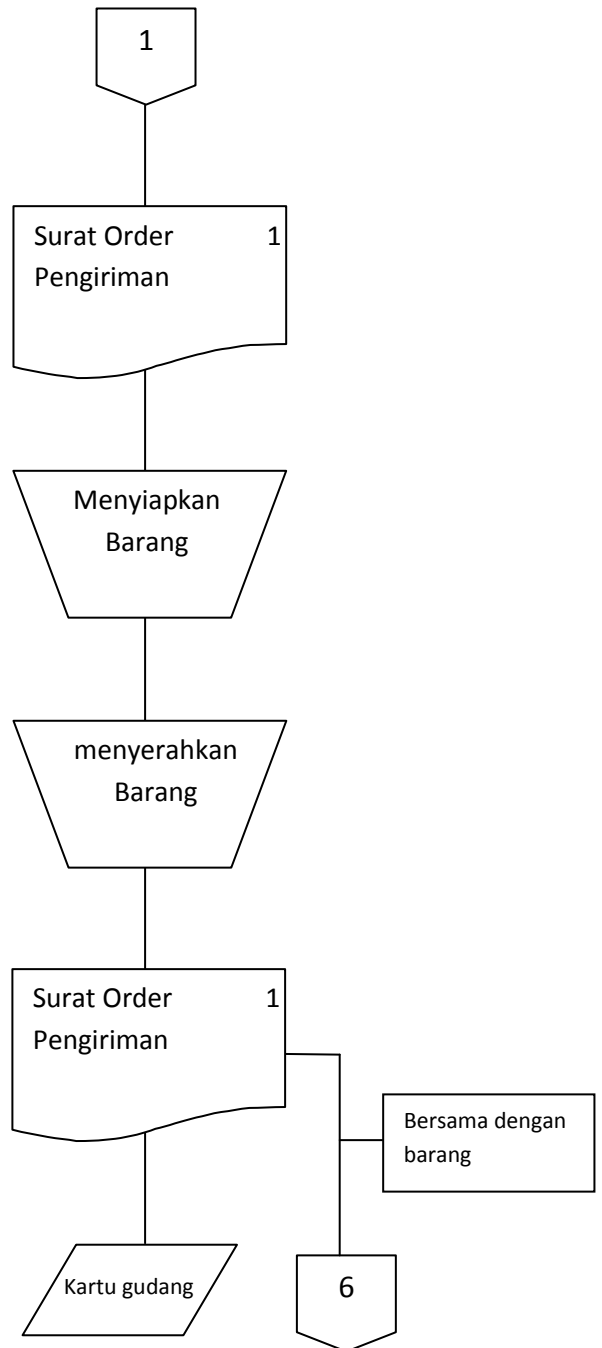 1
Surat Order 1
Pengiriman
Menyiapkan
Barang
menyerahkan
Barang
Surat Order 1
Pengiriman
Bersama dengan
barang
Kartu gudang
6